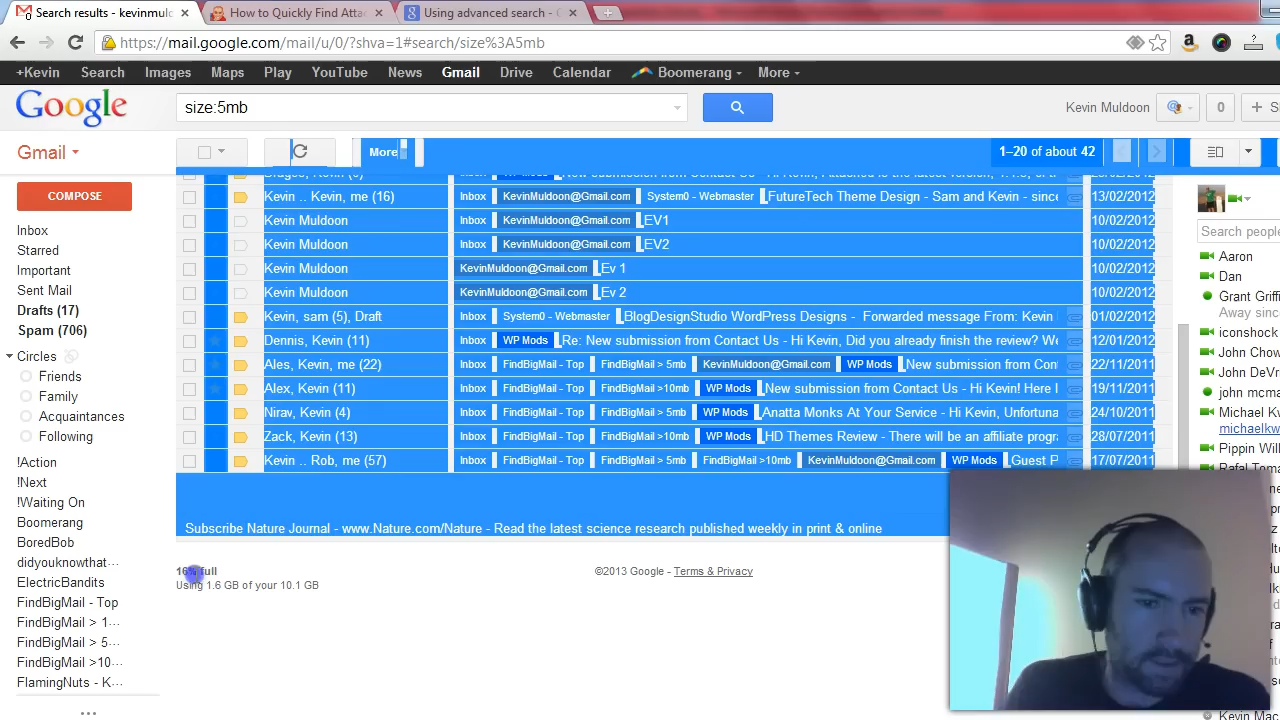 Search results - kevinmul
How to Quickly Find Atta
Using advanced search -
https://mail.google.com/mail/u/0/?shva=1#search/size%3A5mb
+Kevin Search Images Maps Play YouTube News Gmail Drive Calendar Boomerang More
Google size:5mb Kevin Muldoon 0 +
Gmail More 1–20 of about 42
COMPOSE
Inbox
Starred
Important
Sent Mail
Drafts (17)
Spam (706)
Circles
Friends
Family
Acquaintances
Following
!Action
!Next
!Waiting On
Boomerang
BoredBob
didyouknowthat…
ElectricBandits
FindBigMail - Top
FindBigMail > 1…
FindBigMail > 5…
FindBigMail >10…
FlamingNuts - K…
Kevin .. Kevin, me (16) Inbox KevinMuldoon@Gmail.com System0 - Webmaster FutureTech Theme Design - Sam and Kevin - since 13/02/2012
Kevin Muldoon Inbox KevinMuldoon@Gmail.com EV1 10/02/2012
Kevin Muldoon Inbox KevinMuldoon@Gmail.com EV2 10/02/2012
Kevin Muldoon KevinMuldoon@Gmail.com Ev 1 10/02/2012
Kevin Muldoon KevinMuldoon@Gmail.com Ev 2 10/02/2012
Kevin, sam (5), Draft Inbox System0 - Webmaster BlogDesignStudio WordPress Designs - Forwarded message From: Kevin 01/02/2012
Dennis, Kevin (11) Inbox WP Mods Re: New submission from Contact Us - Hi Kevin, Did you already finish the review? We 12/01/2012
Ales, Kevin (22) Inbox FindBigMail - Top FindBigMail > 5mb KevinMuldoon@Gmail.com WP Mods New submission from Cont 22/11/2011
Alex, Kevin (11) Inbox FindBigMail - Top FindBigMail >10mb WP Mods New submission from Contact Us - Hi Kevin! Here I 19/11/2011
Nirav, Kevin (4) Inbox FindBigMail - Top FindBigMail > 5mb WP Mods Anatta Monks At Your Service - Hi Kevin, Unfortuna 24/10/2011
Zack, Kevin (13) Inbox FindBigMail - Top FindBigMail >10mb WP Mods HD Themes Review - There will be an affiliate progra 28/07/2011
Kevin .. Rob, me (57) Inbox FindBigMail - Top FindBigMail > 5mb FindBigMail >10mb KevinMuldoon@Gmail.com WP Mods Guest P 17/07/2011
Subscribe Nature Journal - www.Nature.com/Nature - Read the latest science research published weekly in print & online
16% full
Using 1.6 GB of your 10.1 GB
©2013 Google - Terms & Privacy
Search people
Aaron
Dan
Grant Griffi
Away since
iconshock
John Chow
John DeVr
john mcma
Michael Kw
michaelkw
Pippin Will
Rafal Toma
Kevin Mac